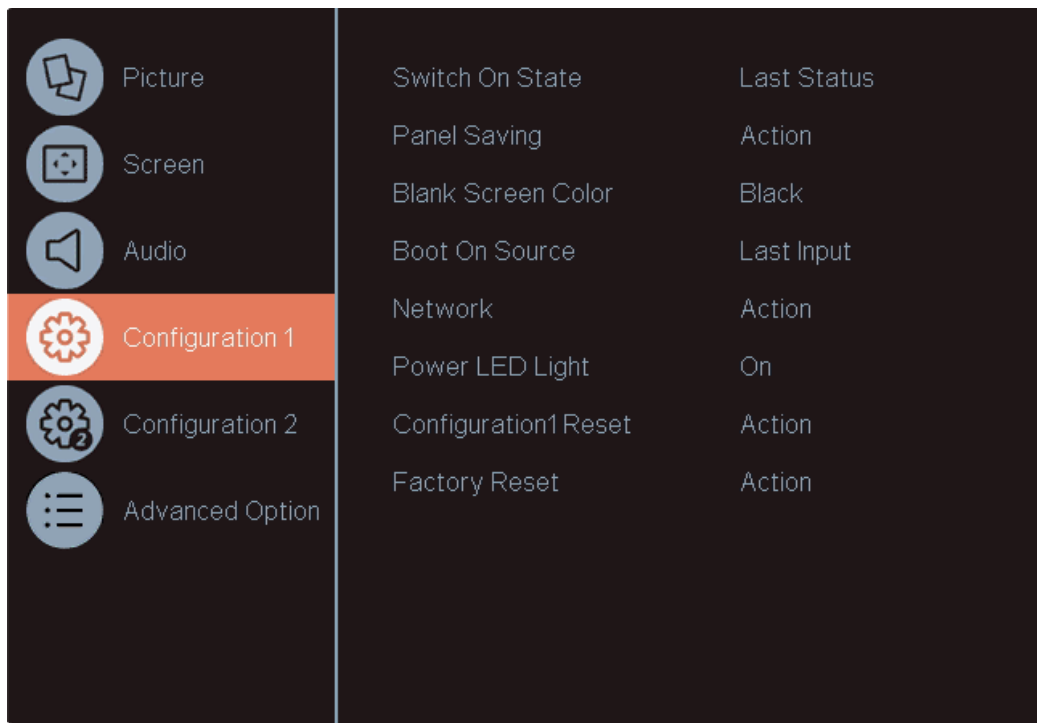 Picture
Screen
Audio
Configuration 1
2
Configuration 2
Advanced Option
Switch On State Last Status
Panel Saving Action
Blank Screen Color Black
Boot On Source Last Input
Network Action
Power LED Light On
Configuration1 Reset Action
Factory Reset Action